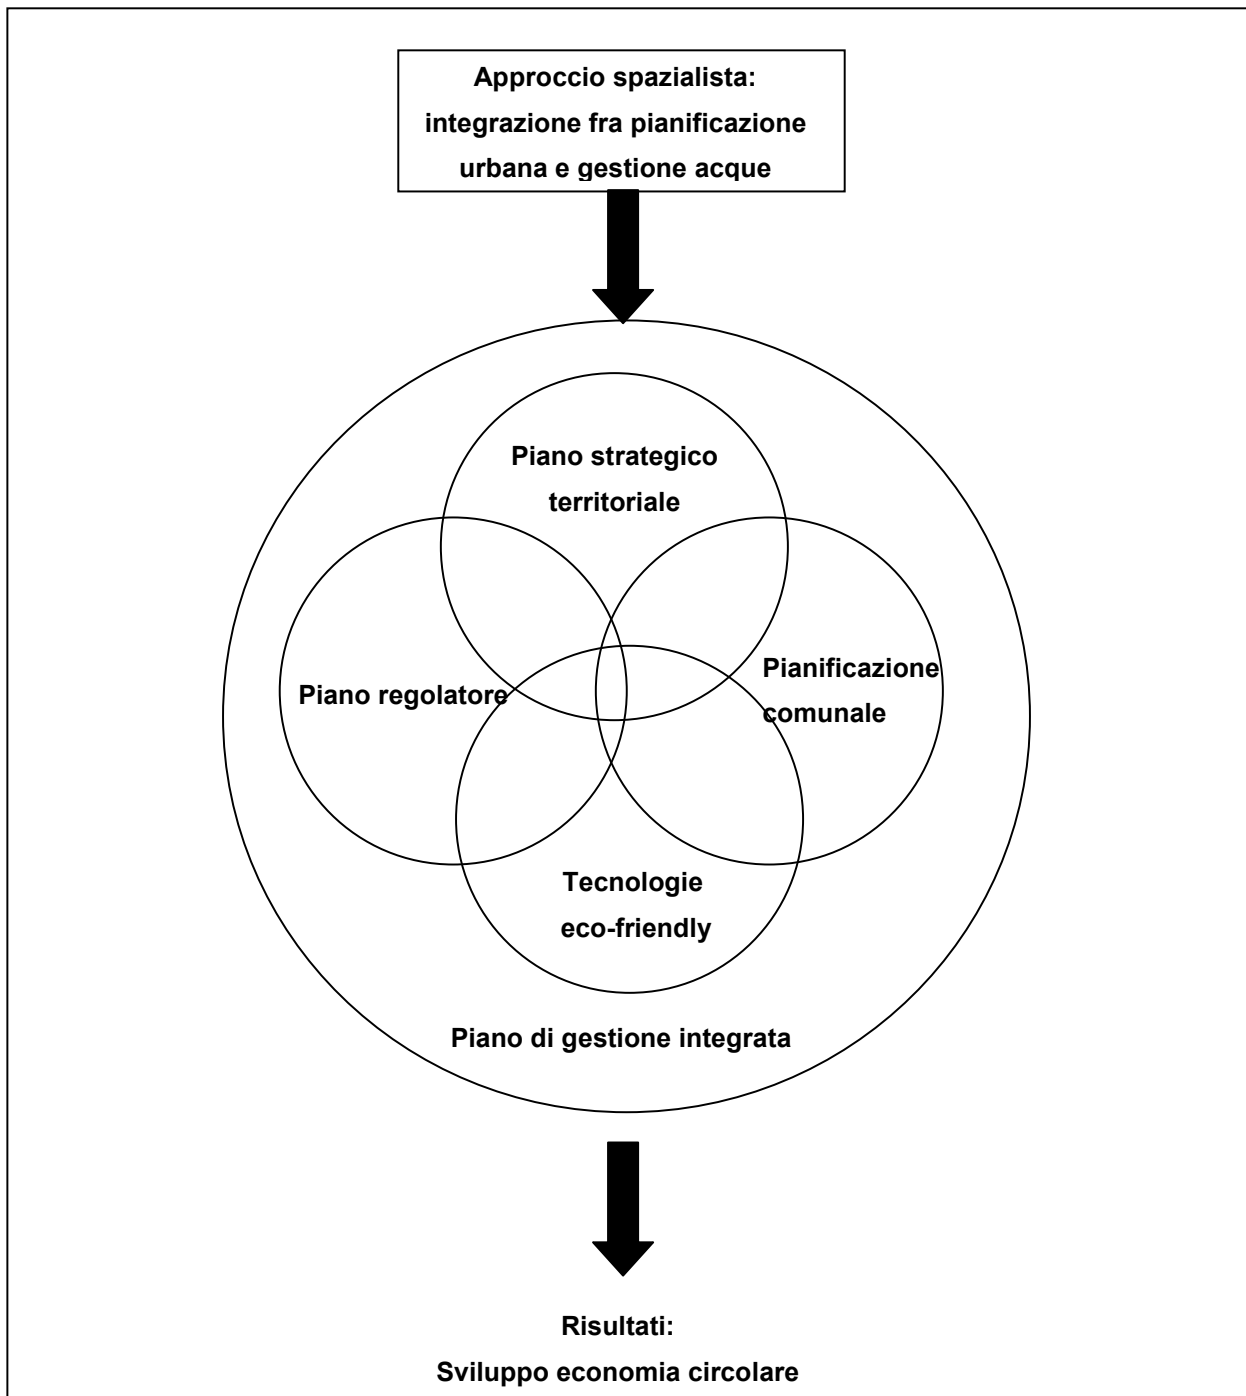 Approccio spazialista:
integrazione fra pianificazione
urbana e gestione acque
Piano strategico
territoriale
Piano regolatore
Pianificazione
comunale
Tecnologie
eco-friendly
Piano di gestione integrata
Risultati:
Sviluppo economia circolare